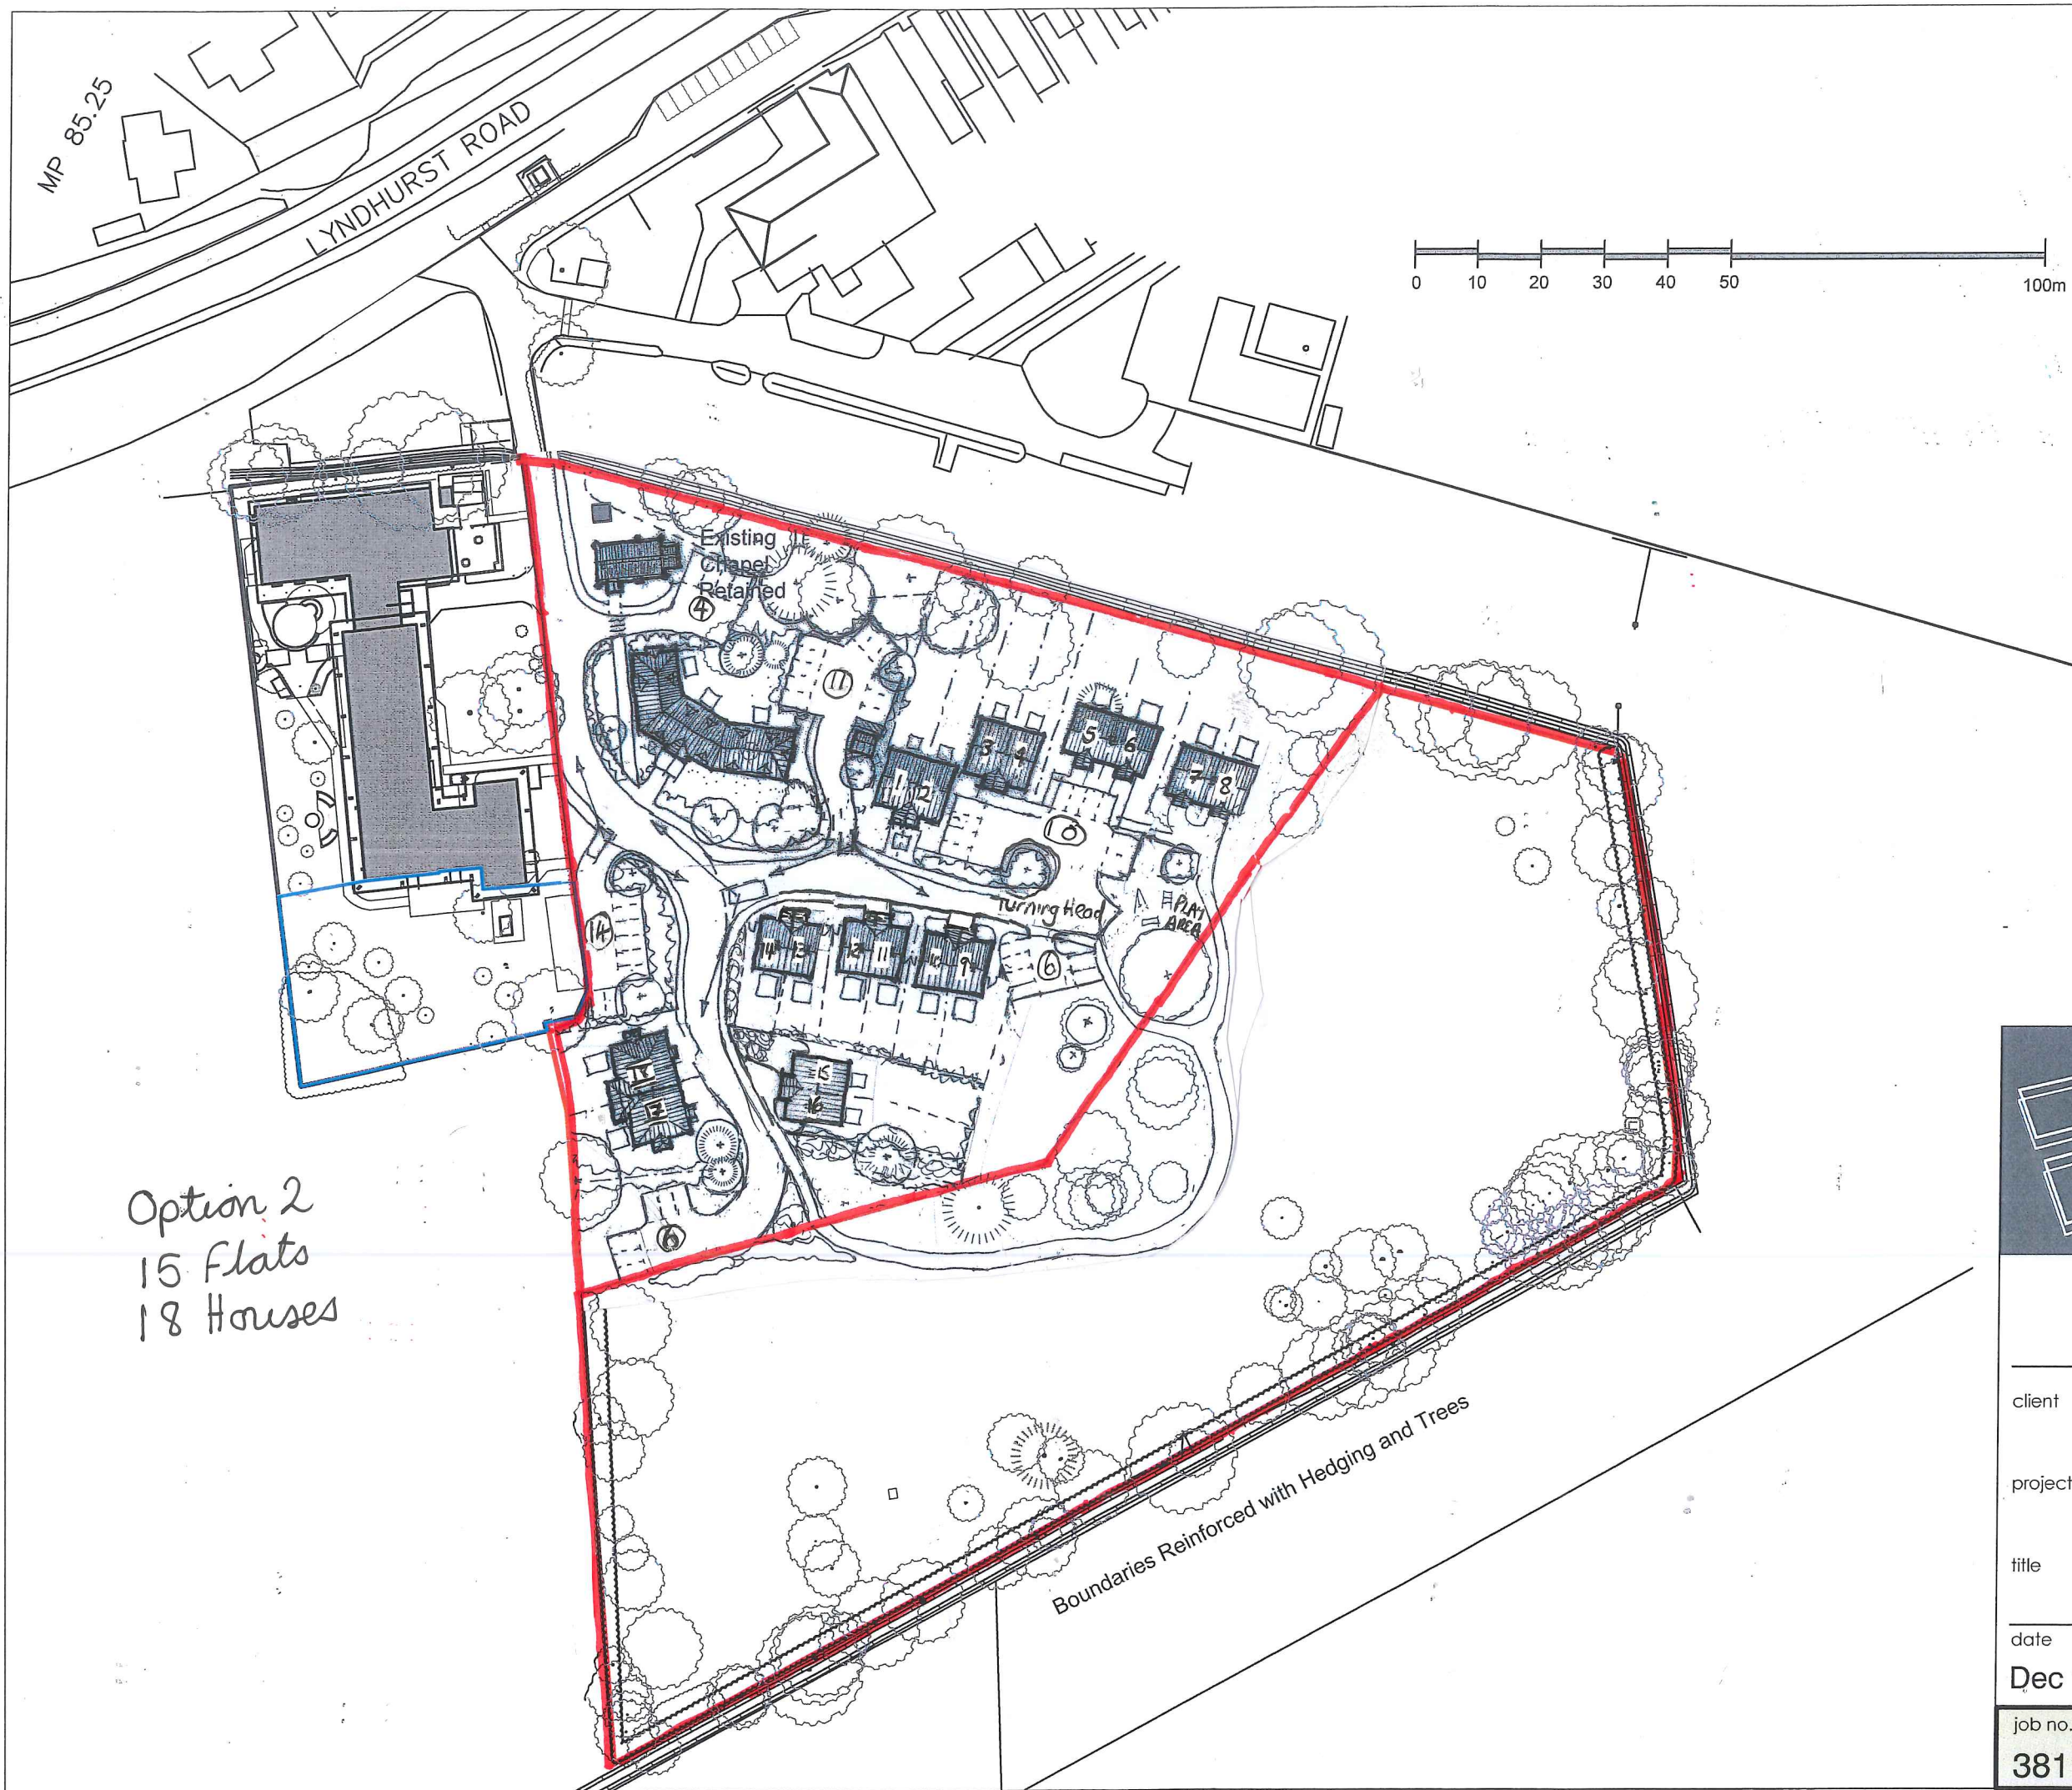 MP 85.25
LYNDHURST ROAD
0 10 20 30 40 50 100m
Existing
Chapel
Retained
4
11
1 2
3 4
5 6
7 8
10
Turning Head
PLAY
AREA
14
14 13
12 11
10 9
6
18
17
15
16
6
Option 2
15 Flats
18 Houses
Boundaries Reinforced with Hedging and Trees
client
project
title
date
Dec
job no.
381